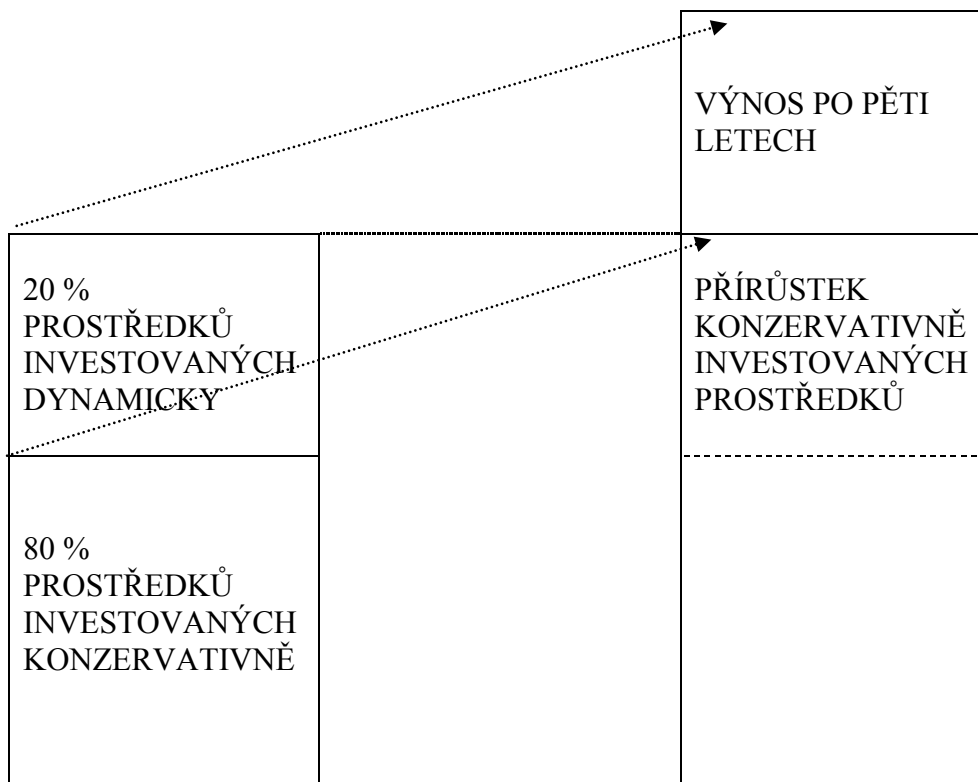 VÝNOS PO PĚTI
LETECH
20 %
PROSTŘEDKŮ
INVESTOVANÝCH
DYNAMICKY
PŘÍRŮSTEK
KONZERVATIVNĚ
INVESTOVANÝCH
PROSTŘEDKŮ
80 %
PROSTŘEDKŮ
INVESTOVANÝCH
KONZERVATIVNĚ